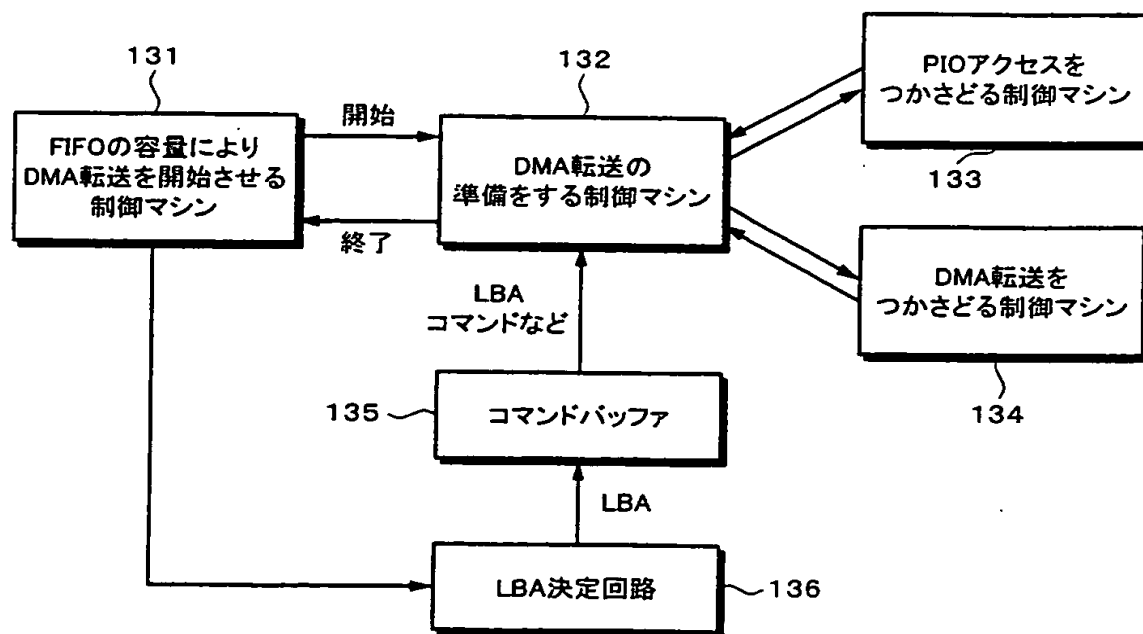 131
FIFOの容量により
DMA転送を開始させる
制御マシン
開始
終了
132
DMA転送の
準備をする制御マシン
PIOアクセスを
つかさどる制御マシン
133
DMA転送を
つかさどる制御マシン
134
LBA
コマンドなど
135
コマンドバッファ
LBA
LBA決定回路
136